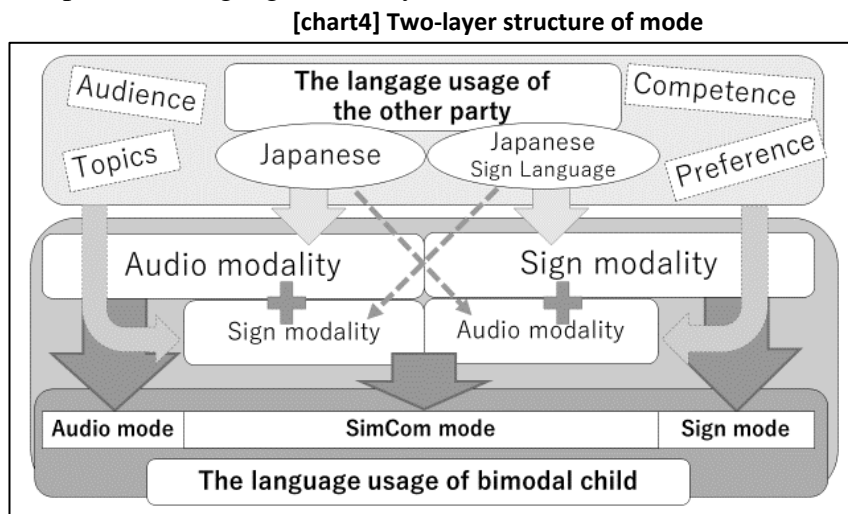 [chart4] Two-layer structure of mode
Audience
The langage usage of
the other party
Competence
Topics
Japanese
Japanese
Sign Language
Preference
Audio modality
Sign modality
Sign modality
Audio modality
Audio mode
SimCom mode
Sign mode
The language usage of bimodal child